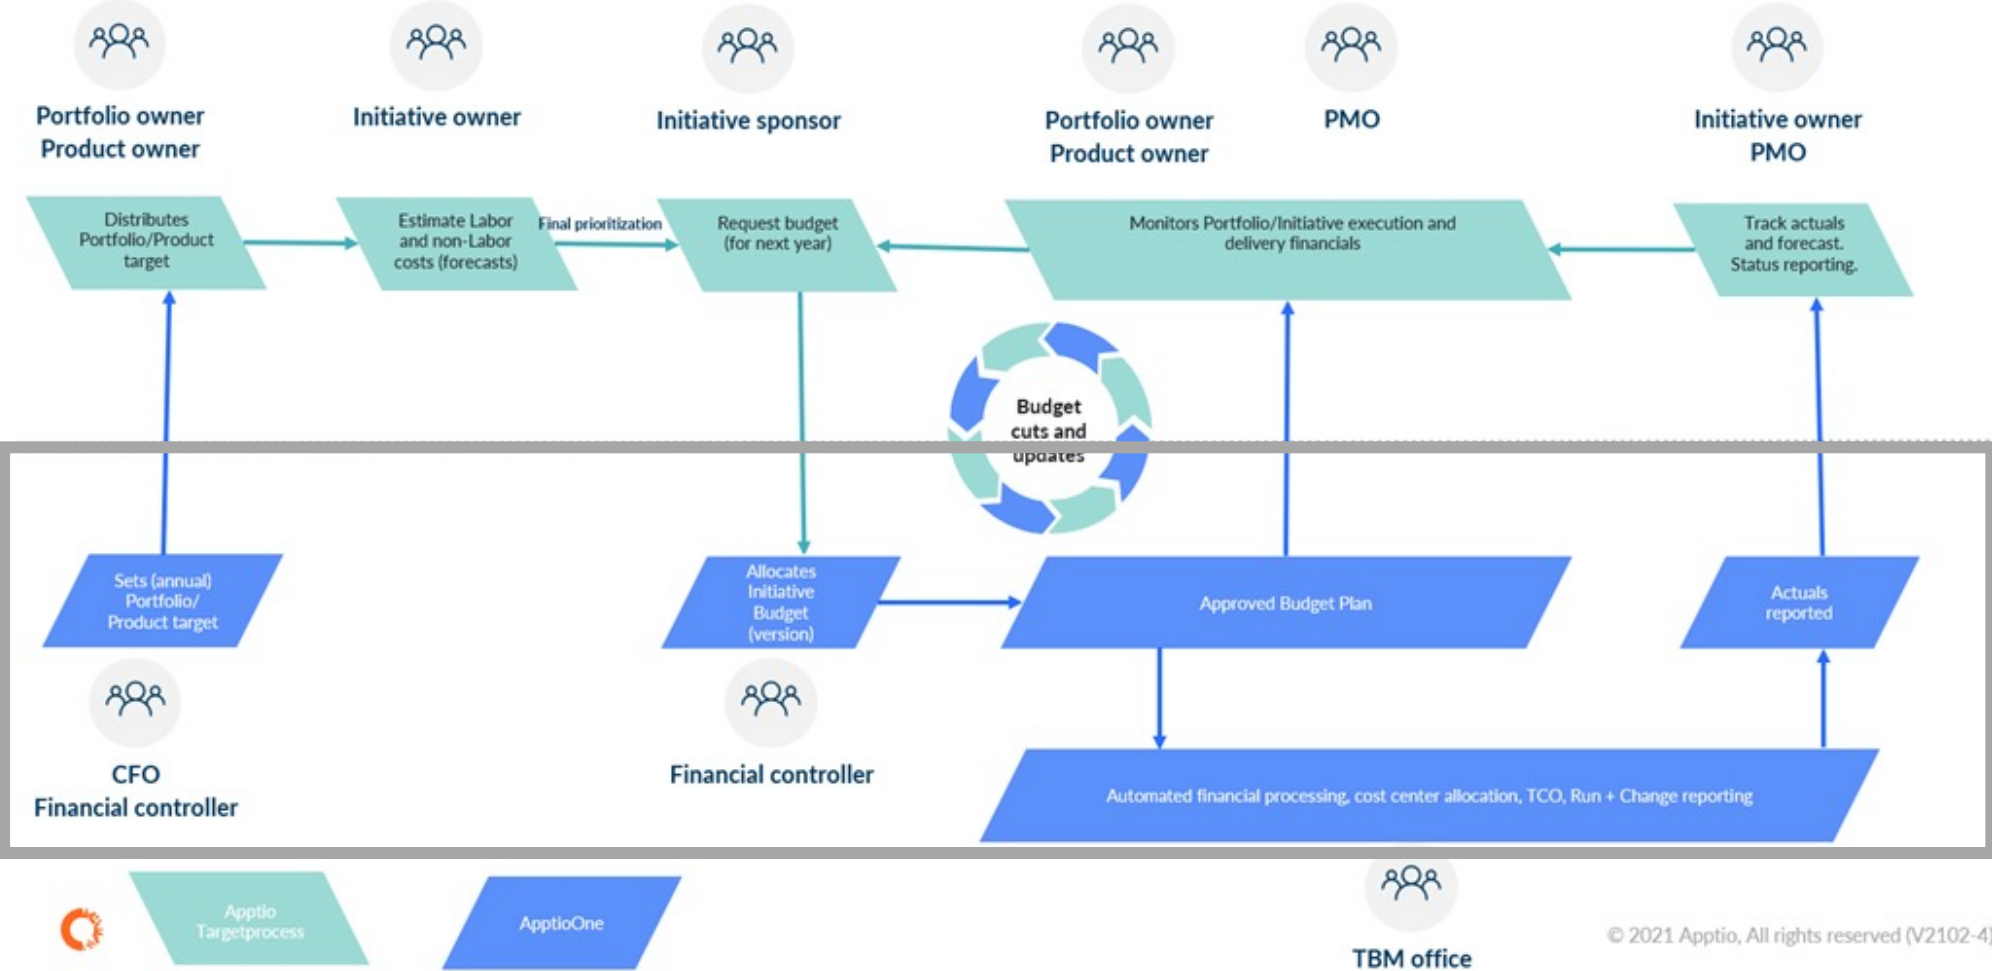 Portfolio owner
Product owner
Initiative owner
Initiative sponsor
Portfolio owner
Product owner
PMO
Initiative owner
PMO
Distributes
Portfolio/Product
target
Estimate Labor
and non-Labor
costs (forecasts)
Final prioritization
Request budget
(for next year)
Monitors Portfolio/Initiative execution and
delivery financials
Track actuals
and forecast.
Status reporting.
Budget
cuts and
updates
Sets (annual)
Portfolio/
Product target
Allocates
Initiative
Budget
(version)
Approved Budget Plan
Actuals
reported
CFO
Financial controller
Financial controller
Automated financial processing, cost center allocation, TCO, Run + Change reporting
Apptio
Targetprocess
ApptioOne
TBM office
© 2021 Apptio, All rights reserved (V2102-4)